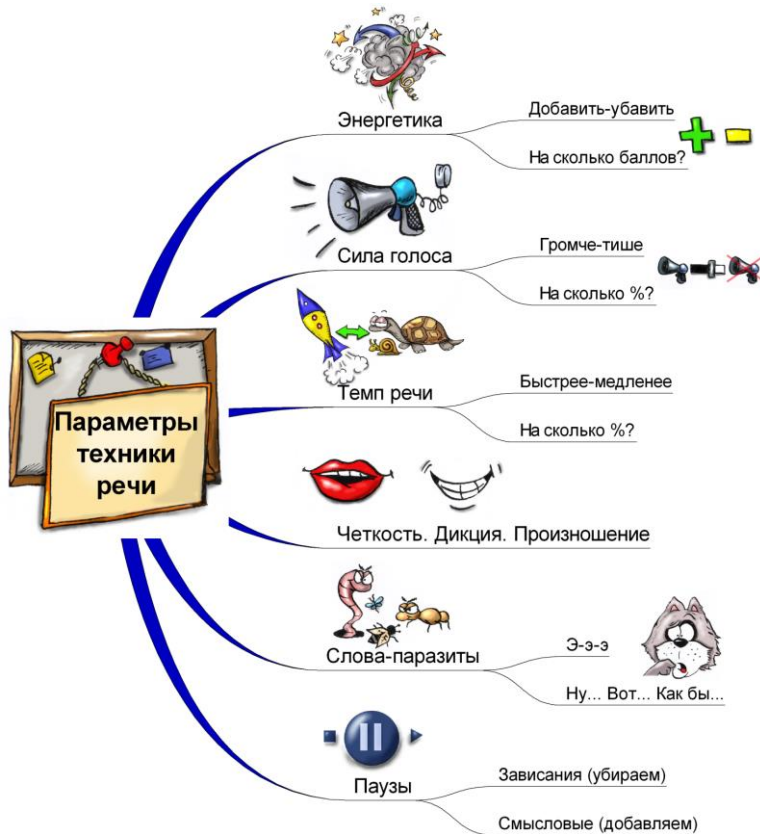 Энергетика
Добавить-убавить
На сколько баллов?
Сила голоса
Громче-тише
На сколько %?
Темп речи
Быстрее-медленее
На сколько %?
Параметры
техники
речи
Четкость. Дикция. Произношение
Слова-паразиты
Э-э-э
Ну... Вот... Как бы...
Паузы
Зависания (убираем)
Смысловые (добавляем)